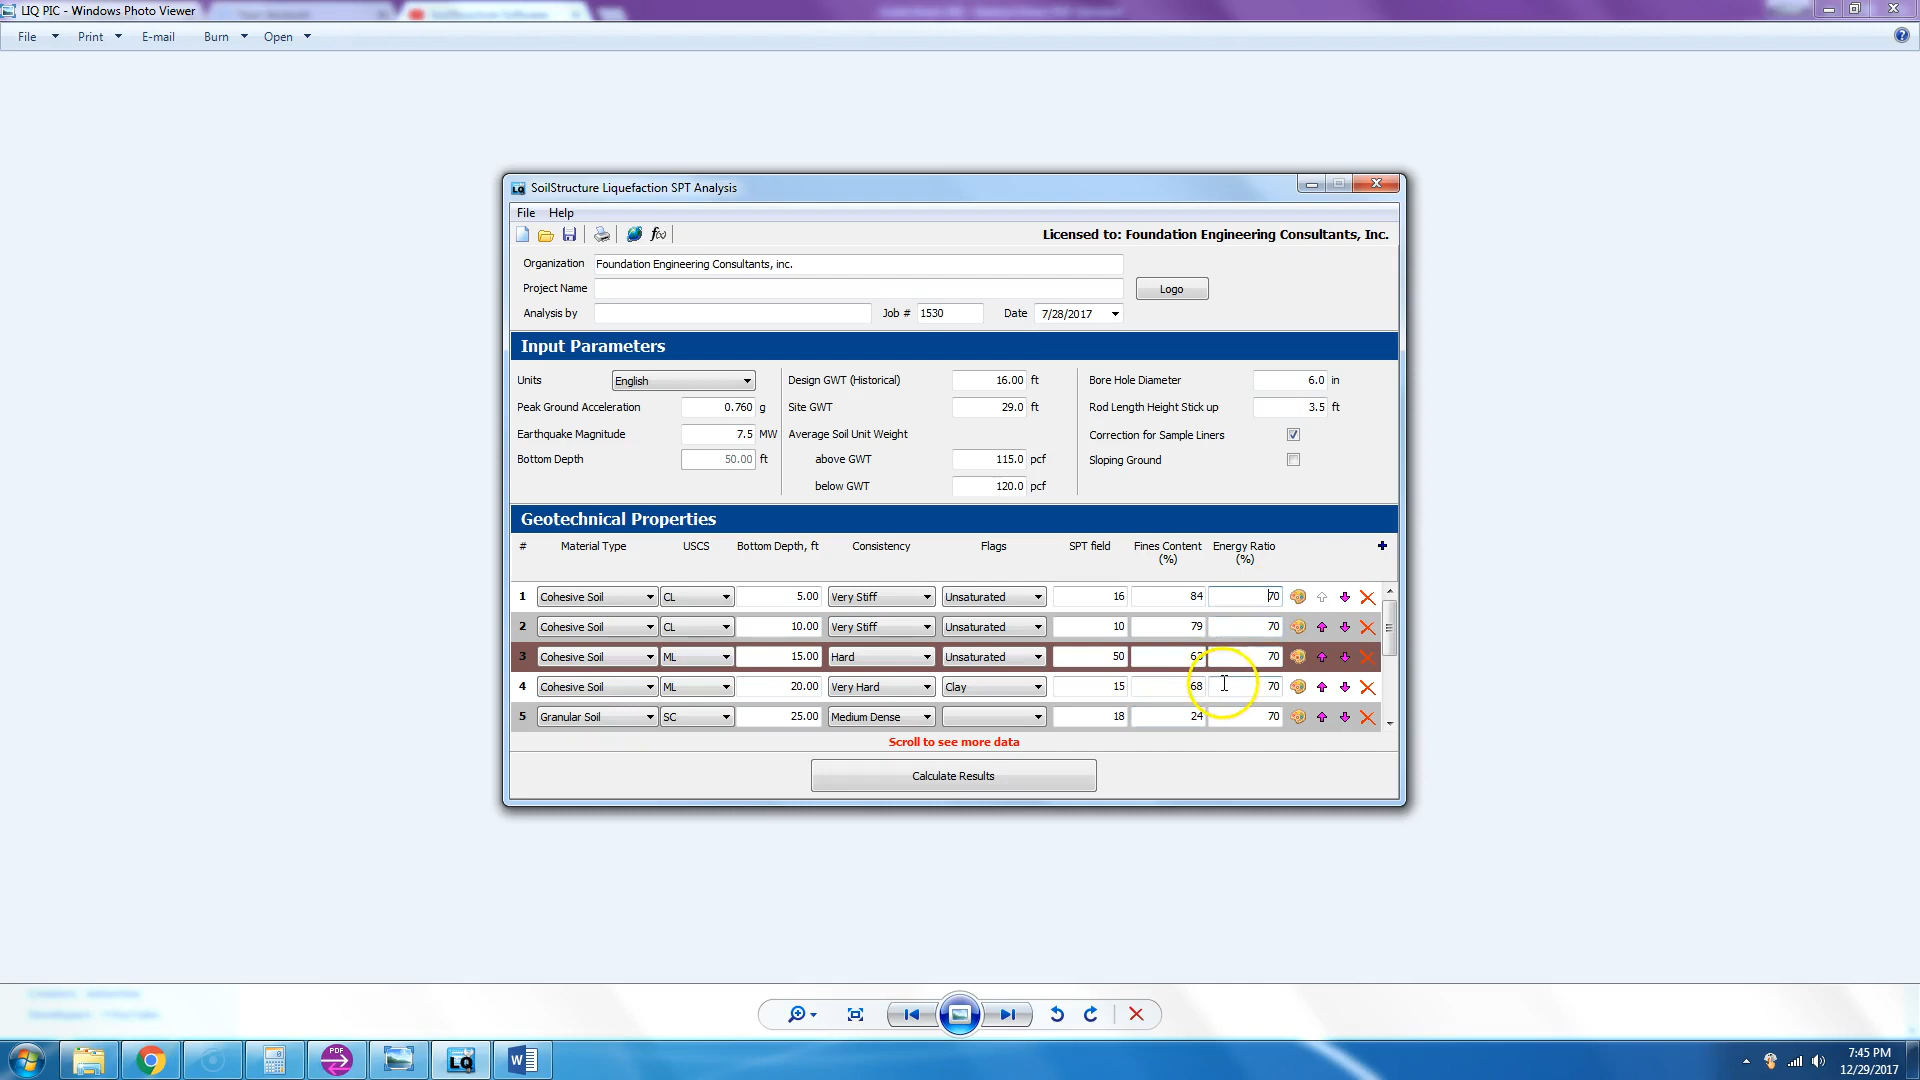 LIQ PIC - Windows Photo Viewer
File Print E-mail Burn Open
SoilStructure Liquefaction SPT Analysis
File Help
Licensed to: Foundation Engineering Consultants, Inc.
Organization Foundation Engineering Consultants, inc.
Project Name Logo
Analysis by Job # 1530 Date 7/28/2017
Input Parameters
Units English Design GWT (Historical) 16.00 ft Bore Hole Diameter 6.0 in
Peak Ground Acceleration 0.760 g Site GWT 29.0 ft Rod Length Height Stick up 3.5 ft
Earthquake Magnitude 7.5 MW Average Soil Unit Weight Correction for Sample Liners
Bottom Depth 50.00 ft above GWT 115.0 pcf Sloping Ground
below GWT 120.0 pcf
Geotechnical Properties
# Material Type USCS Bottom Depth, ft Consistency Flags SPT field Fines Content Energy Ratio
(%) (%)
1 Cohesive Soil CL 5.00 Very Stiff Unsaturated 16 84 70
2 Cohesive Soil CL 10.00 Very Stiff Unsaturated 10 79 70
3 Cohesive Soil ML 15.00 Hard Unsaturated 50 70
4 Cohesive Soil ML 20.00 Very Hard Clay 15 68 70
5 Granular Soil SC 25.00 Medium Dense 18 24 70
Scroll to see more data
Calculate Results
PDF
LQ
7:45 PM
12/29/2017